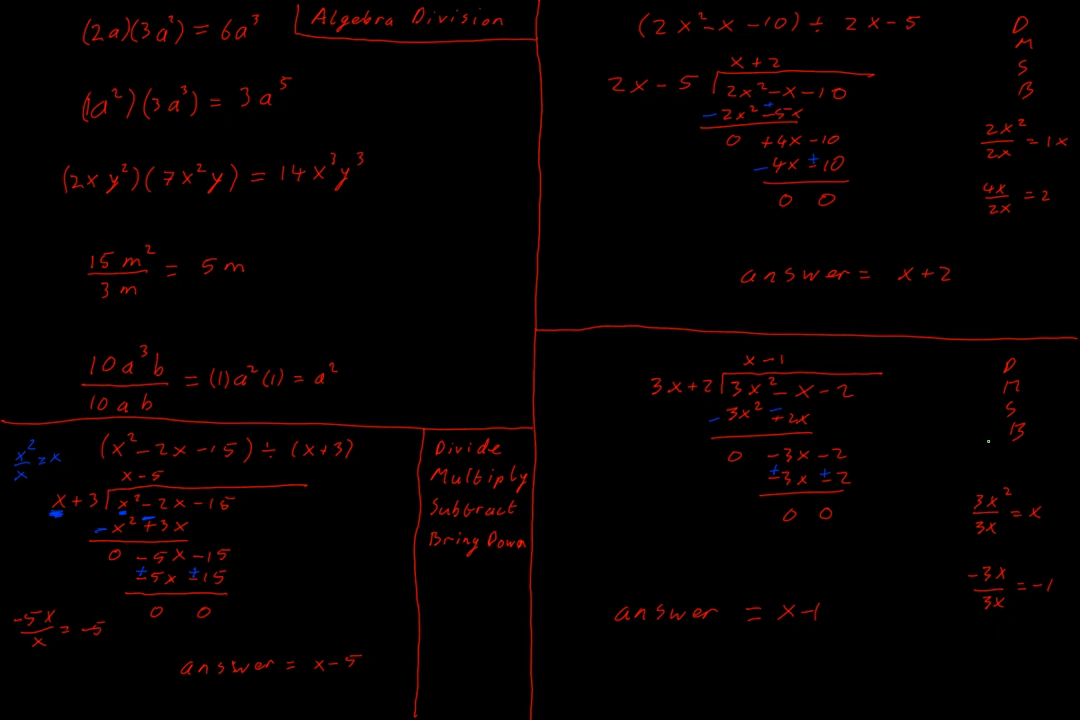 Algebra Division
(2a)(3a²) = 6a³
(1a²)(3a³) = 3a⁵
(2xy²)(7x²y) = 14x³y³
15m²/3m = 5m
10a³b/10ab = (1)a²(1) = a²
x²/x = x
(x² - 2x - 15) ÷ (x + 3)
x - 5
x + 3 | x² - 2x - 15
- x² + 3x
0 - 5x - 15
± 5x ± 15
0 0
-5x/x = -5
answer = x - 5
Divide
Multiply
Subtract
Bring Down
(2x² - x - 10) ÷ 2x - 5
x + 2
2x - 5 | 2x² - x - 10
- 2x² + - 5x
0 + 4x - 10
- 4x ± 10
0 0
answer = x + 2
D
M
S
B
2x²/2x = 1x
4x/2x = 2
x - 1
3x + 2 | 3x² - x - 2
- 3x² - + 2x
0 - 3x - 2
± 3x ± 2
0 0
answer = x - 1
D
M
S
B
3x²/3x = x
-3x/3x = -1